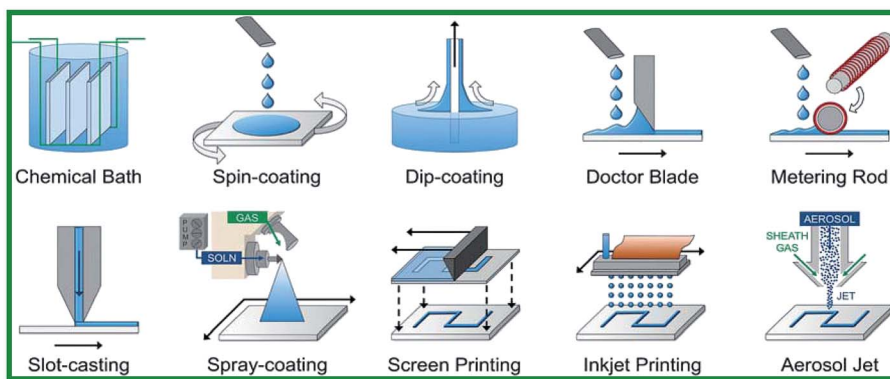 Chemical Bath
Spin-coating
Dip-coating
Doctor Blade
Metering Rod
PUMP
GAS
SOLN
AEROSOL
SHEATH
GAS
JET
Slot-casting
Spray-coating
Screen Printing
Inkjet Printing
Aerosol Jet